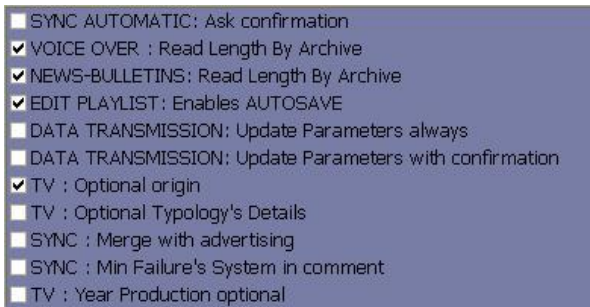 SYNC AUTOMATIC: Ask confirmation
VOICE OVER : Read Length By Archive
NEWS-BULLETINS: Read Length By Archive
EDIT PLAYLIST: Enables AUTOSAVE
DATA TRANSMISSION: Update Parameters always
DATA TRANSMISSION: Update Parameters with confirmation
TV : Optional origin
TV : Optional Typology's Details
SYNC : Merge with advertising
SYNC : Min Failure's System in comment
TV : Year Production optional